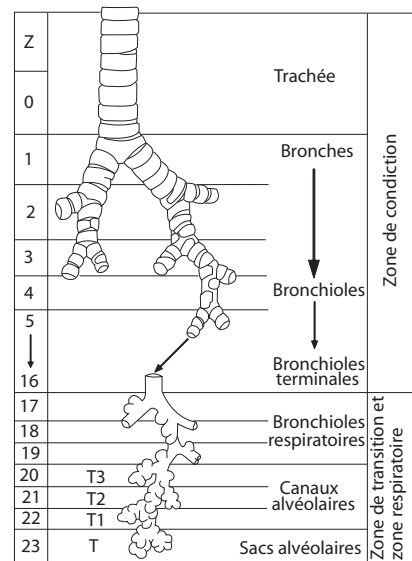 Z
Trachée
0
1
Bronches
2
3
4
Bronchioles
5
16
Bronchioles
terminales
Zone de condiction
17
18
Bronchioles
respiratoires
19
20
T3
21
T2
Canaux
alvéolaires
22
T1
23
T
Sacs alvéolaires
Zone de transition et
zone respiratoire